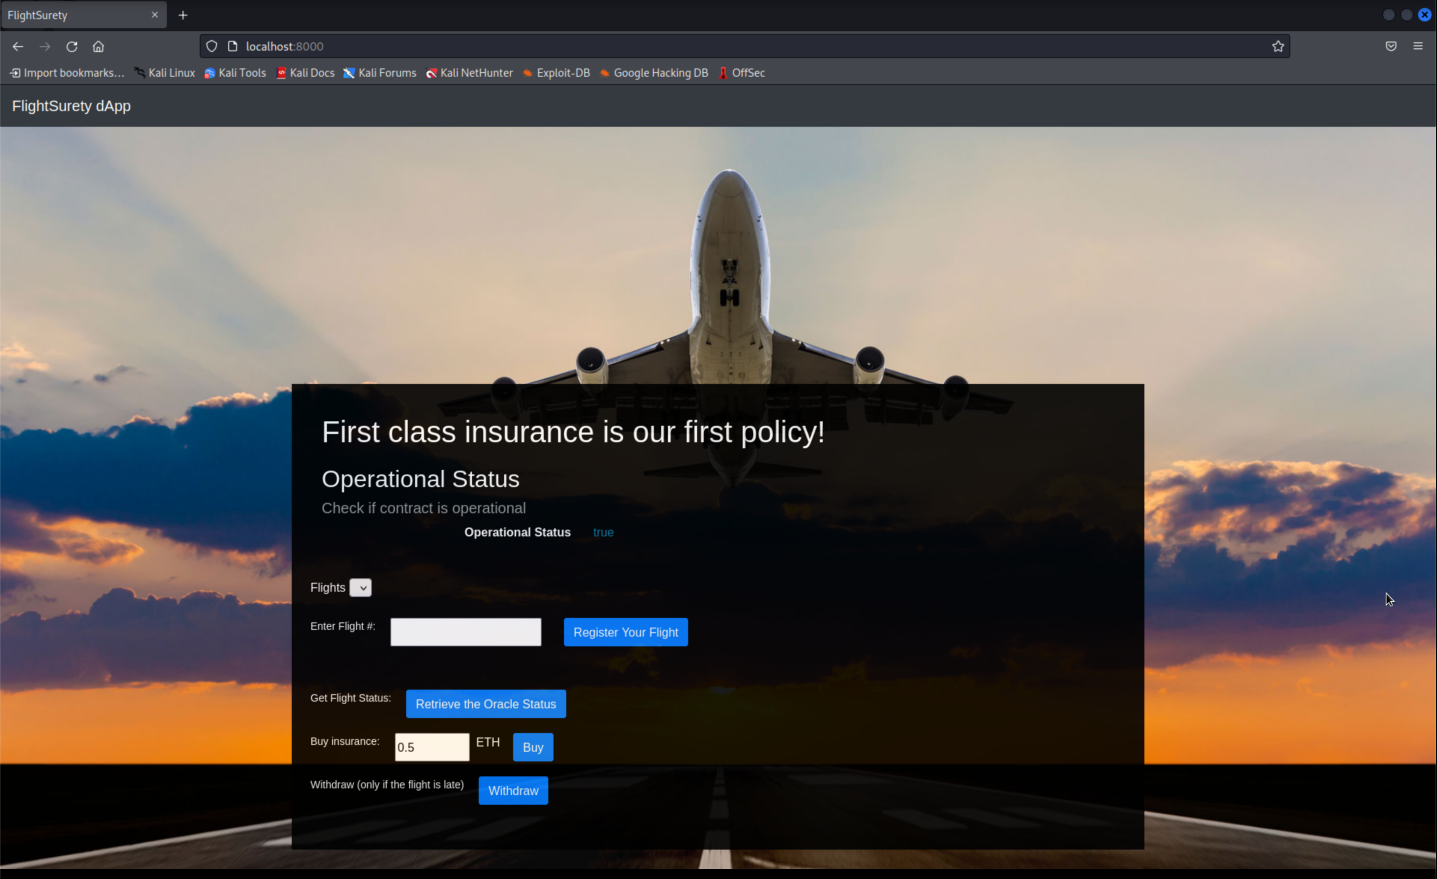 FlightSurety
localhost:8000
Import bookmarks... Kali Linux Kali Tools Kali Docs Kali Forums Kali NetHunter Exploit-DB Google Hacking DB OffSec
FlightSurety dApp
First class insurance is our first policy!
Operational Status
Check if contract is operational
Operational Status true
Flights
Enter Flight #: Register Your Flight
Get Flight Status: Retrieve the Oracle Status
Buy insurance: 0.5 ETH Buy
Withdraw (only if the flight is late) Withdraw